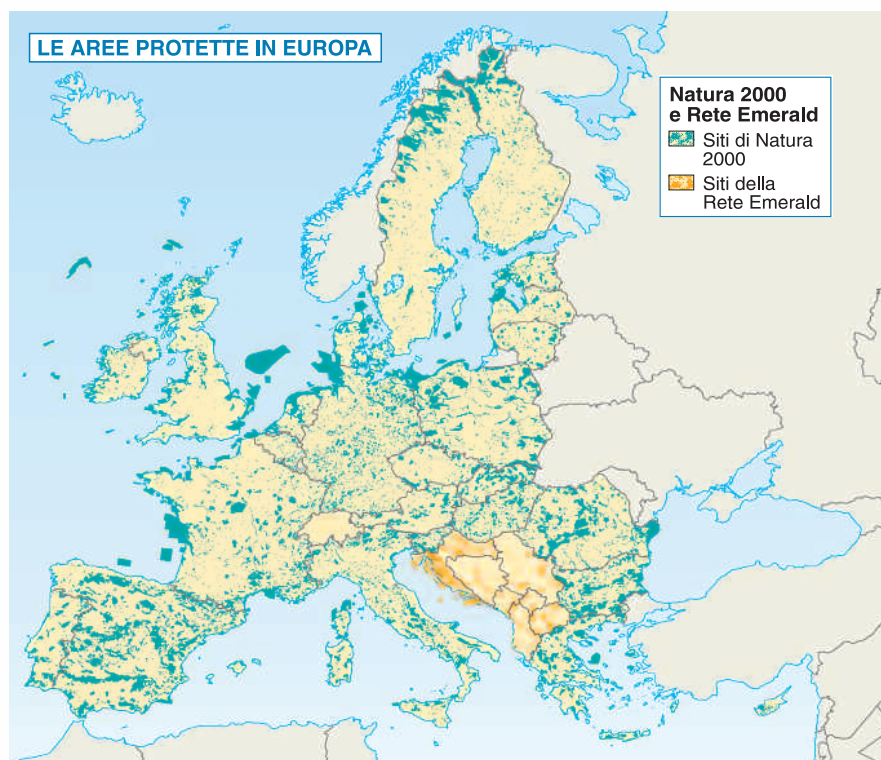 LE AREE PROTETTE IN EUROPA
Natura 2000
e Rete Emerald
Siti di Natura
2000
Siti della
Rete Emerald